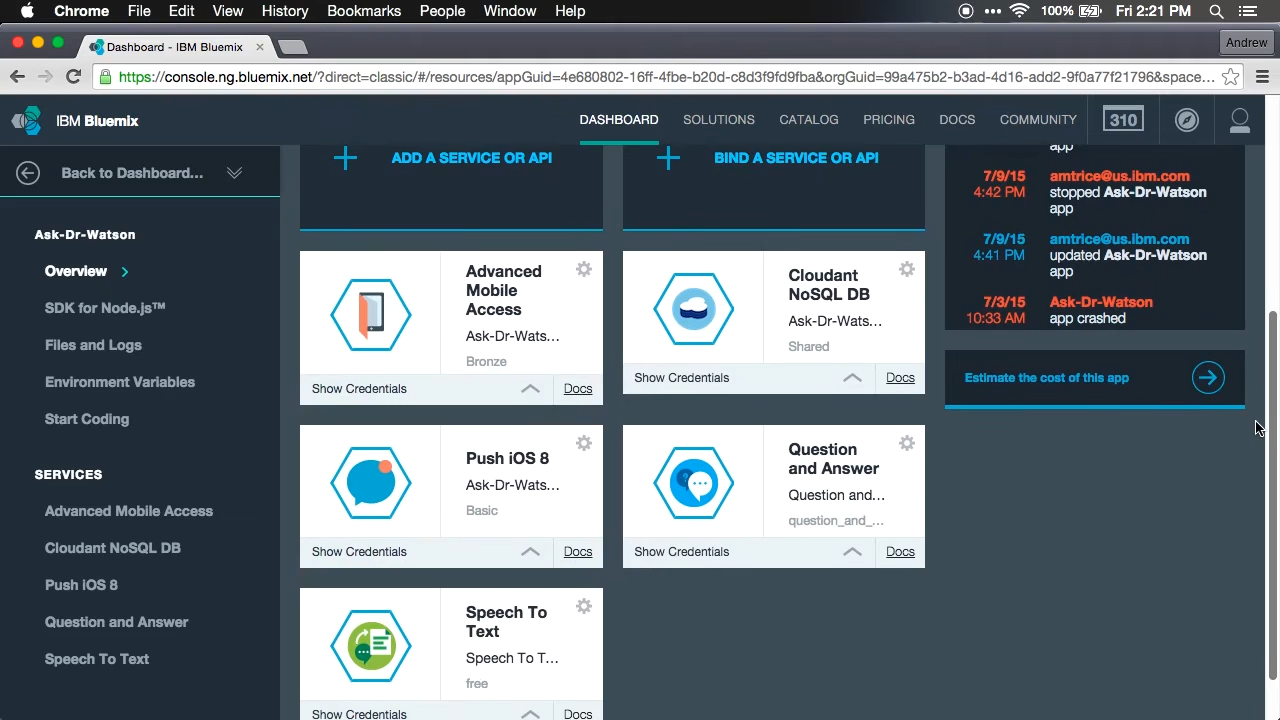 Chrome File Edit View History Bookmarks People Window Help 100% Fri 2:21 PM
Dashboard - IBM Bluemix
Andrew
https://console.ng.bluemix.net/?direct=classic/#/resources/appGuid=4e680802-16ff-4fbe-b20d-c8d3f9fd9fba&orgGuid=99a475b2-b3ad-4d16-add2-9f0a77f21796&space...
IBM Bluemix
DASHBOARD SOLUTIONS CATALOG PRICING DOCS COMMUNITY 310
Back to Dashboard...
Ask-Dr-Watson
Overview
SDK for Node.js™
Files and Logs
Environment Variables
Start Coding
SERVICES
Advanced Mobile Access
Cloudant NoSQL DB
Push iOS 8
Question and Answer
Speech To Text
ADD A SERVICE OR API
BIND A SERVICE OR API
Advanced
Mobile
Access
Ask-Dr-Wats...
Bronze
Show Credentials
Docs
Cloudant
NoSQL DB
Ask-Dr-Wats...
Shared
Show Credentials
Docs
Push iOS 8
Ask-Dr-Wats...
Basic
Show Credentials
Docs
Question
and Answer
Question and...
question_and_...
Show Credentials
Docs
Speech To
Text
Speech To T...
free
Show Credentials
Docs
app
7/9/15 amtrice@us.ibm.com
4:42 PM stopped Ask-Dr-Watson
app
7/9/15 amtrice@us.ibm.com
4:41 PM updated Ask-Dr-Watson
app
7/3/15 Ask-Dr-Watson
10:33 AM app crashed
Estimate the cost of this app